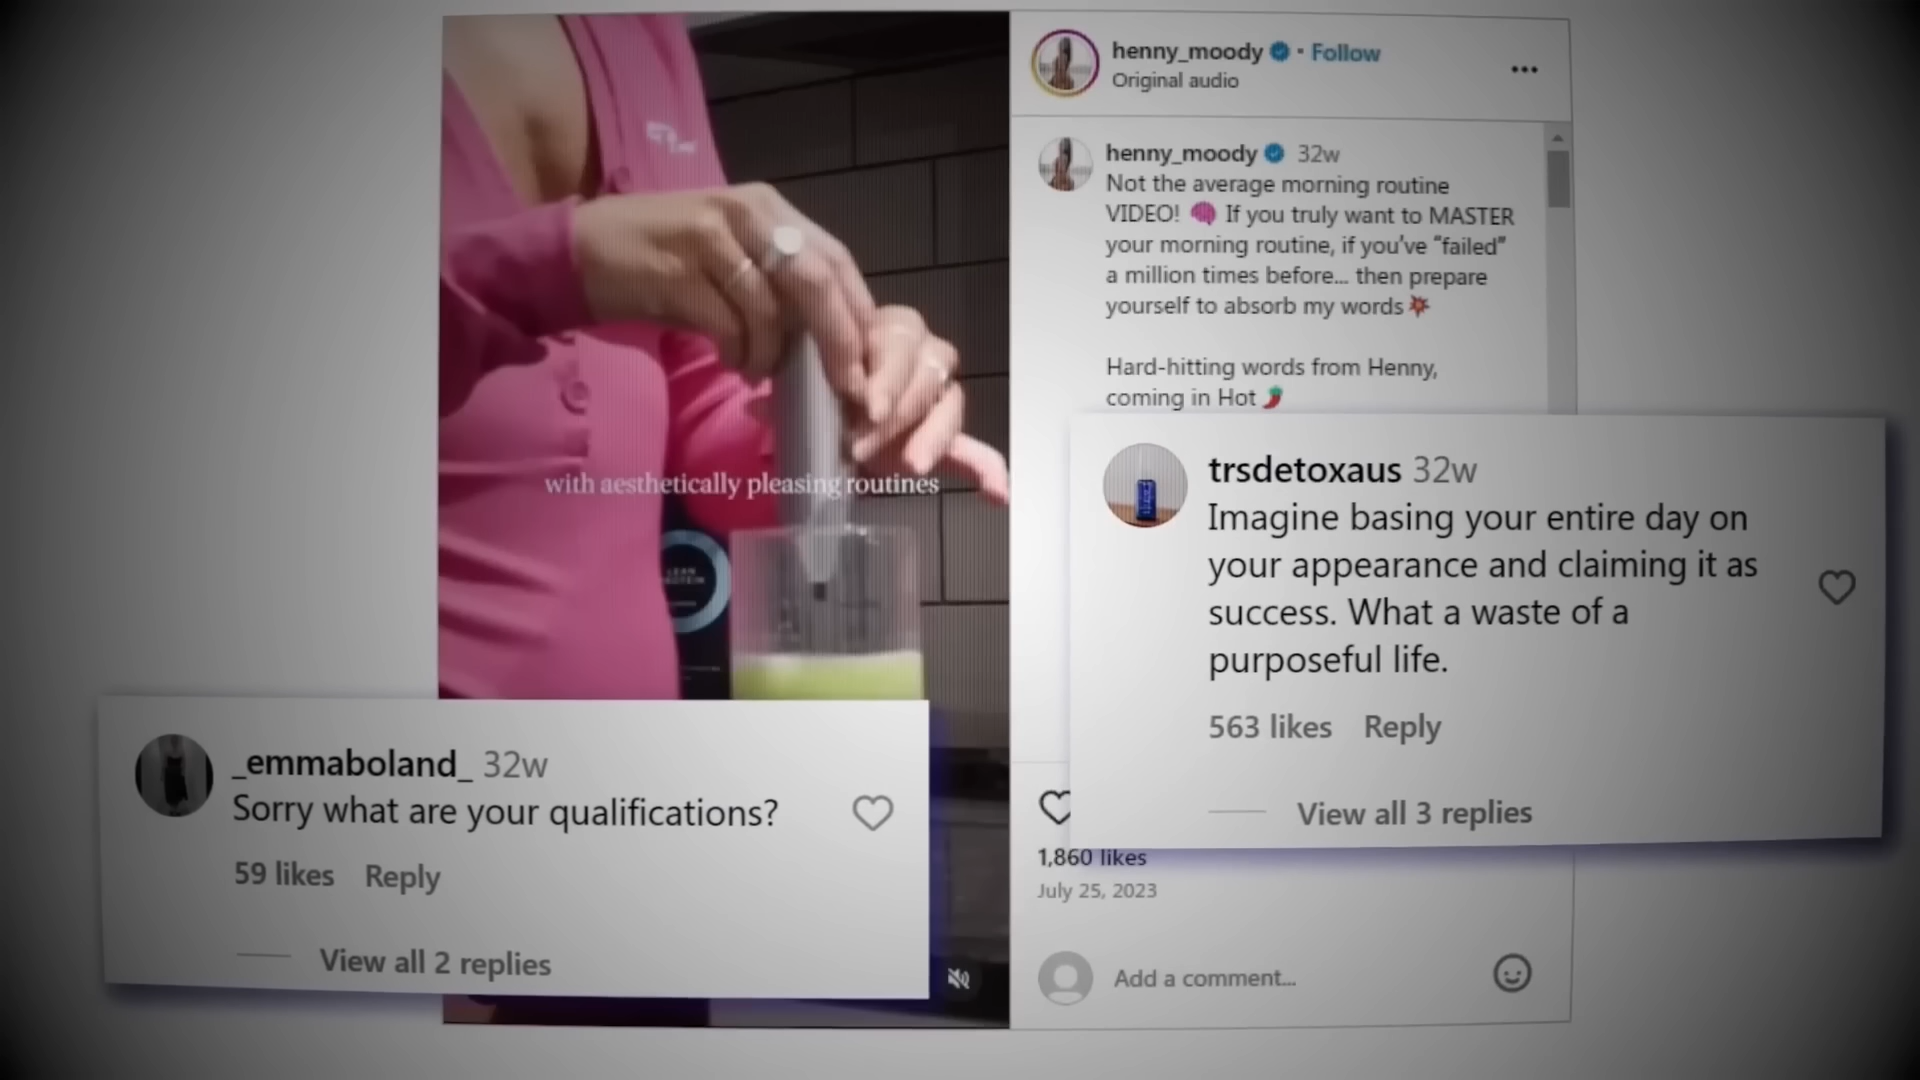 henny_moody • Follow
Original audio
henny_moody 32w
Not the average morning routine
VIDEO! 🧠 If you truly want to MASTER
your morning routine, if you've “failed”
a million times before... then prepare
yourself to absorb my words 💥
Hard-hitting words from Henny,
coming in Hot 🌶️
with aesthetically pleasing routines
LEAN
PROTEIN
trsdetoxaus 32w
Imagine basing your entire day on
your appearance and claiming it as
success. What a waste of a
purposeful life.
563 likes Reply
View all 3 replies
_emmaboland_ 32w
Sorry what are your qualifications?
59 likes Reply
View all 2 replies
1,860 likes
July 25, 2023
Add a comment...